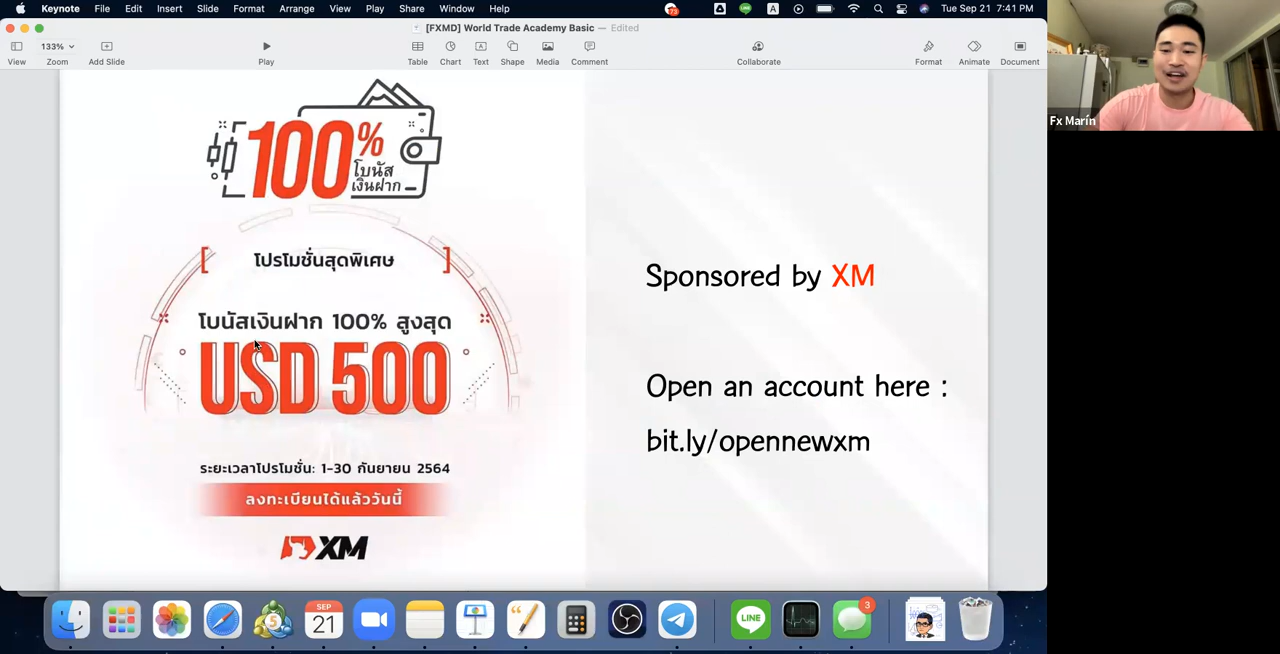 Keynote File Edit Insert Slide Format Arrange View Play Share Window Help
Tue Sep 21 7:41 PM
[FXMD] World Trade Academy Basic — Edited
133%
View Zoom Add Slide Play Table Chart Text Shape Media Comment Collaborate Format Animate Document
Fx Marín
100%
โบนัส
เงินฝาก
[ โปรโมชั่นสุดพิเศษ ]
โบนัสเงินฝาก 100% สูงสุด
USD 500
ระยะเวลาโปรโมชั่น: 1-30 กันยายน 2564
ลงทะเบียนได้แล้ววันนี้
XM
Sponsored by XM
Open an account here :
bit.ly/opennewxm
SEP
21
5
LINE
3